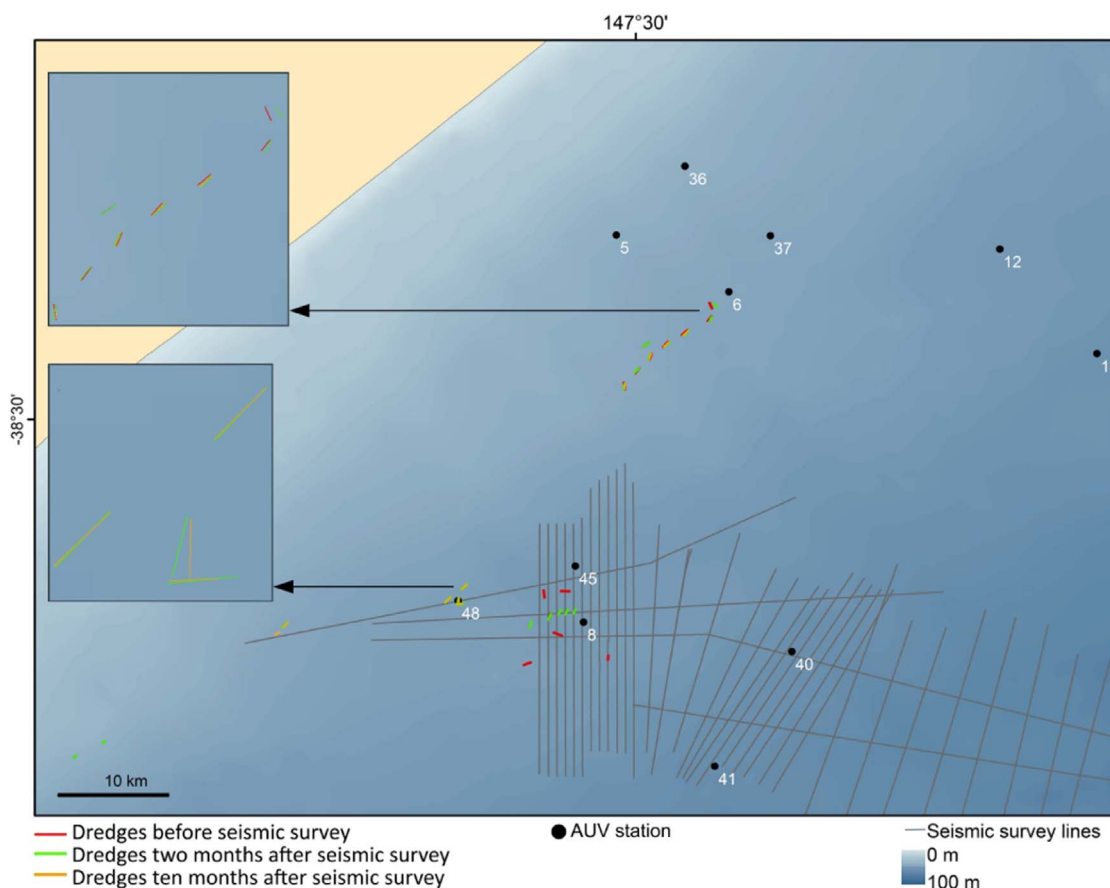 147°30'
36
5
37
12
6
1
-38°30'
45
48
8
40
41
10 km
Dredges before seismic survey
AUV station
Seismic survey lines
Dredges two months after seismic survey
0 m
Dredges ten months after seismic survey
100 m